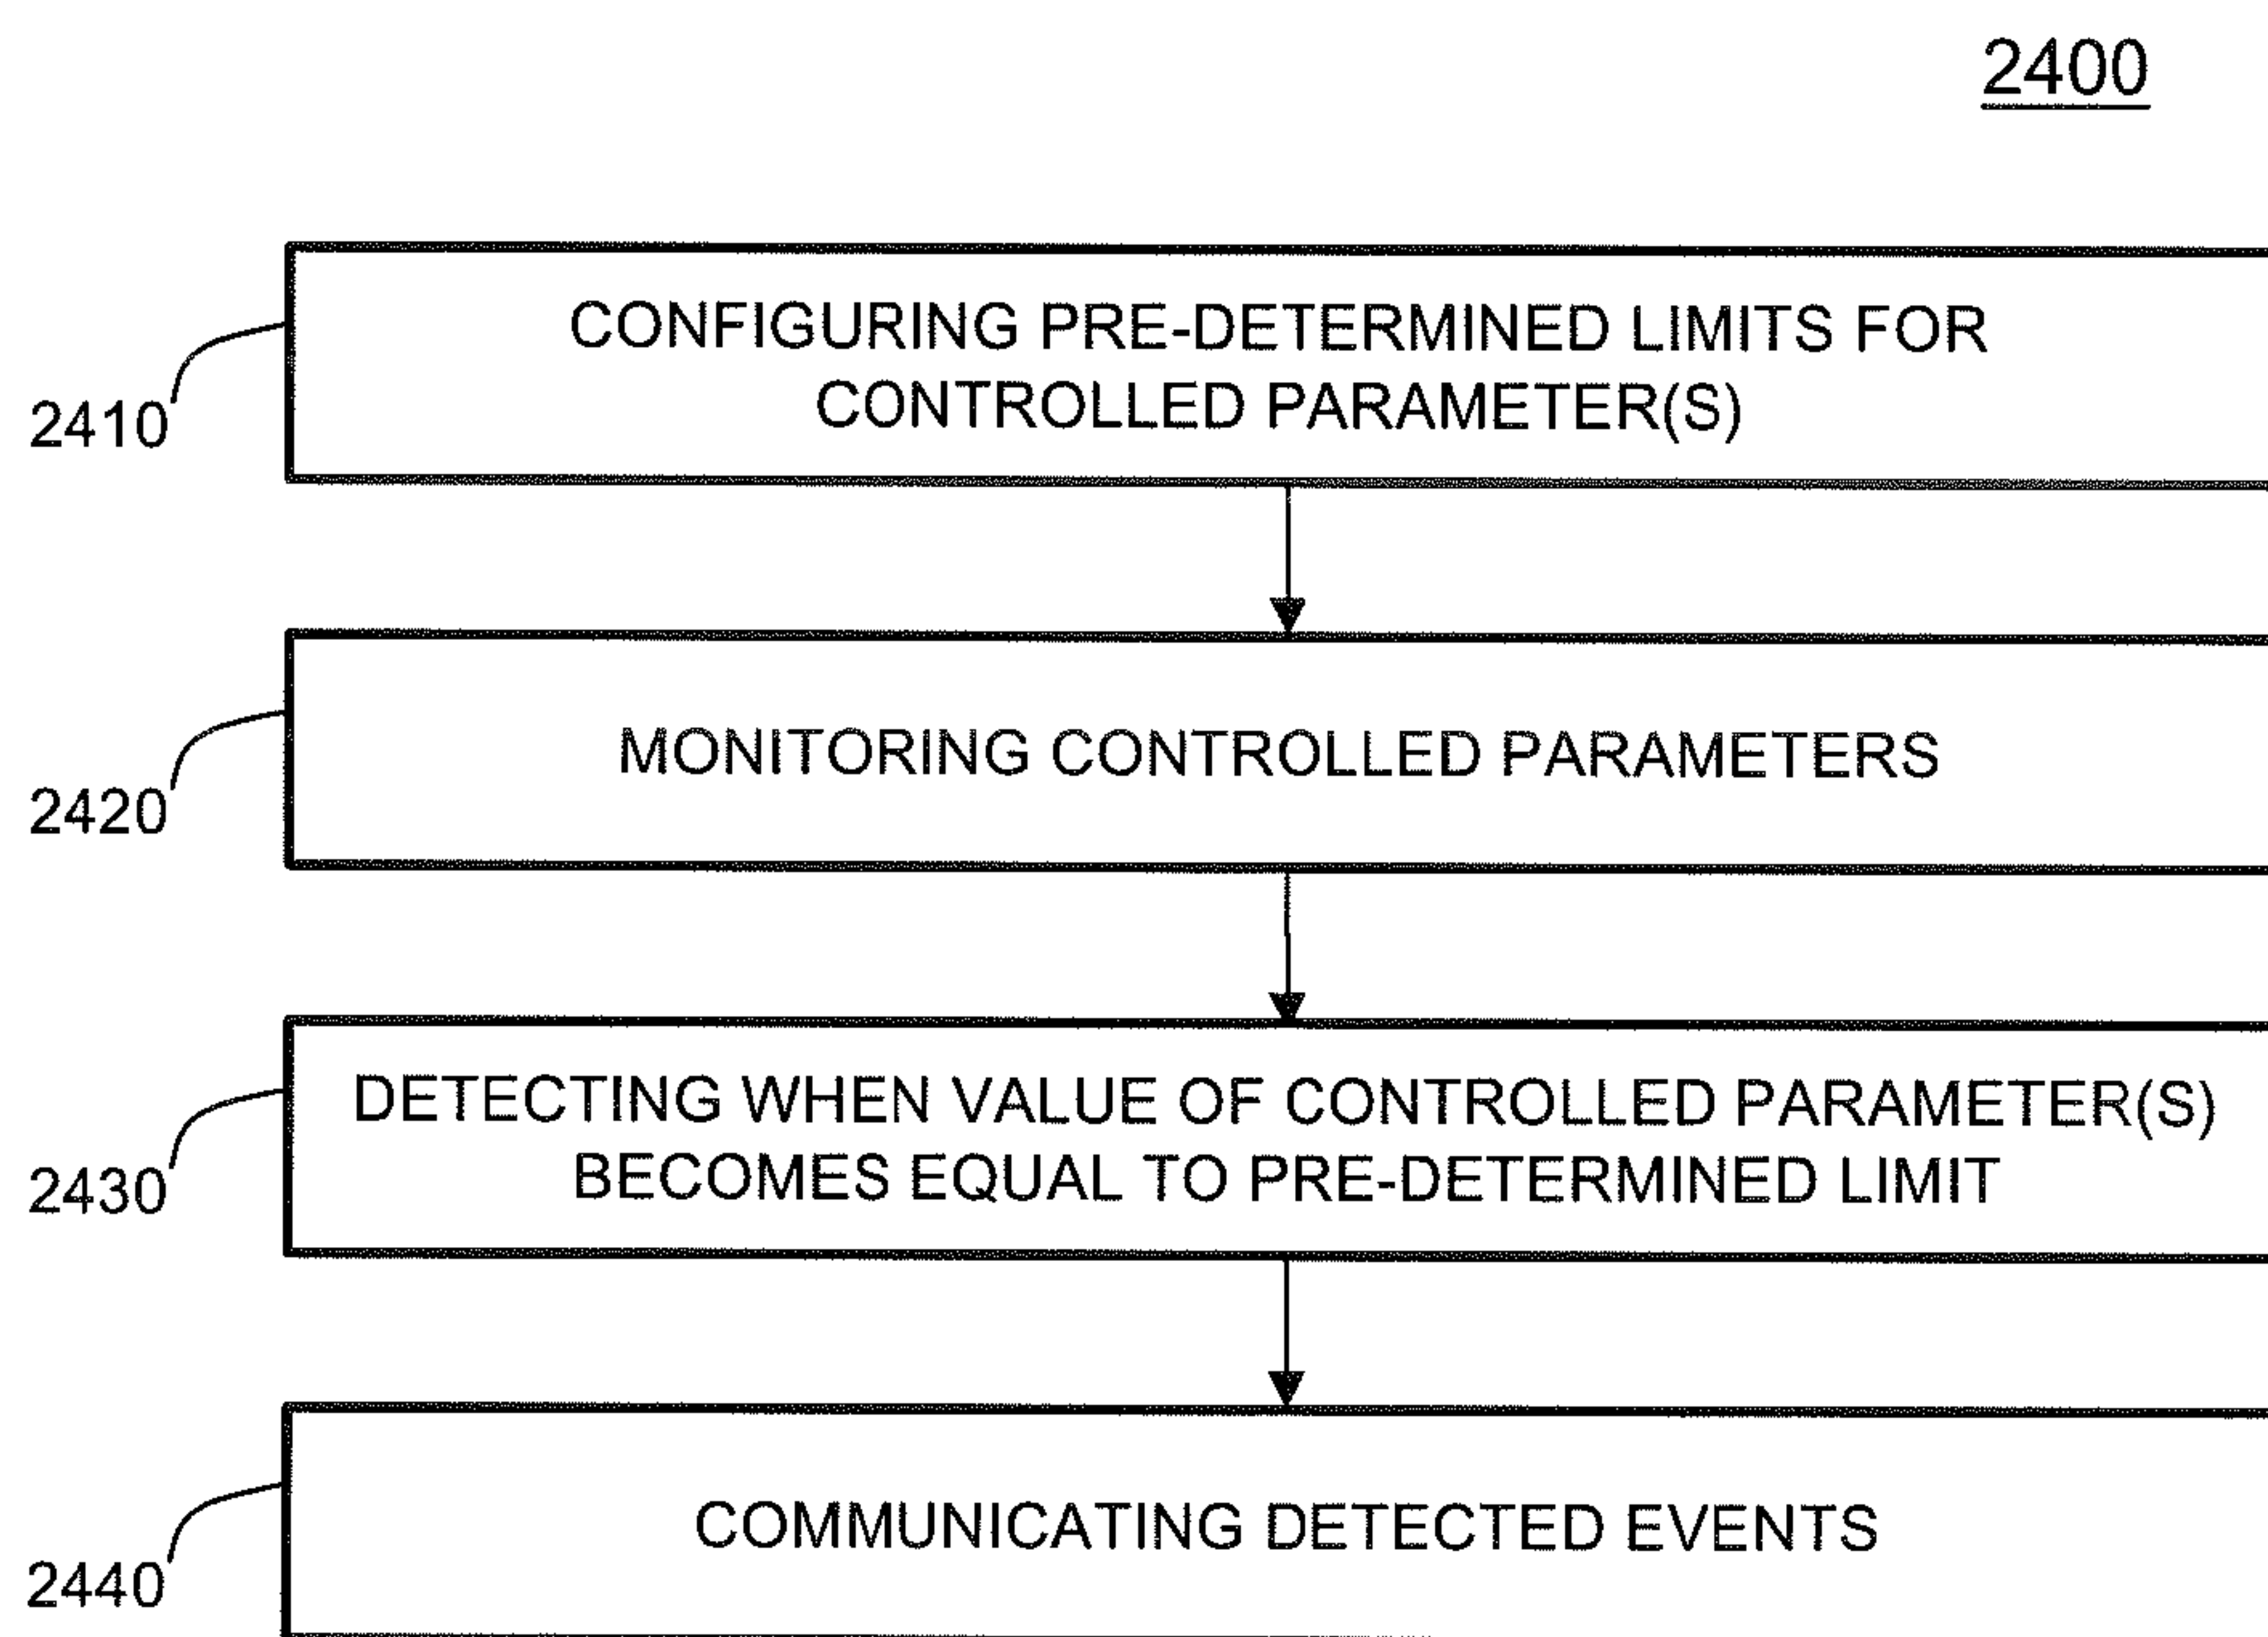 2400
CONFIGURING PRE-DETERMINED LIMITS FOR
CONTROLLED PARAMETER(S)
2410
MONITORING CONTROLLED PARAMETERS
2420
DETECTING WHEN VALUE OF CONTROLLED PARAMETER(S)
BECOMES EQUAL TO PRE-DETERMINED LIMIT
2430
COMMUNICATING DETECTED EVENTS
2440